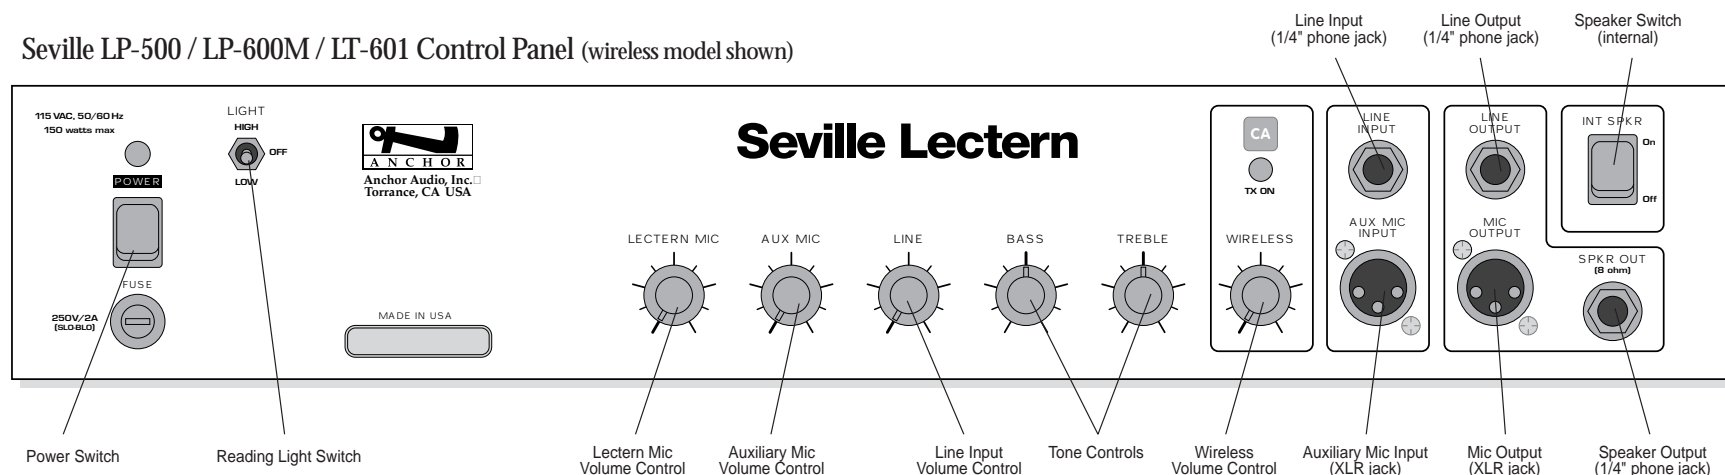 Line Input
(1/4" phone jack)
Line Output
(1/4" phone jack)
Speaker Switch
(internal)
Seville LP-500 / LP-600M / LT-601 Control Panel (wireless model shown)
115 VAC, 50/60 Hz
150 watts max
POWER
LIGHT
HIGH
OFF
LOW
ANCHOR
Anchor Audio, Inc.
Torrance, CA USA
Seville Lectern
CA
TX ON
LINE
INPUT
LINE
OUTPUT
INT SPKR
On
Off
FUSE
250V/2A
(SLO-BLO)
MADE IN USA
LECTERN MIC
AUX MIC
LINE
BASS
TREBLE
WIRELESS
AUX MIC
INPUT
MIC
OUTPUT
SPKR OUT
(8 ohm)
Power Switch
Reading Light Switch
Lectern Mic
Volume Control
Auxiliary Mic
Volume Control
Line Input
Volume Control
Tone Controls
Wireless
Volume Control
Auxiliary Mic Input
(XLR jack)
Mic Output
(XLR jack)
Speaker Output
(1/4" phone jack)